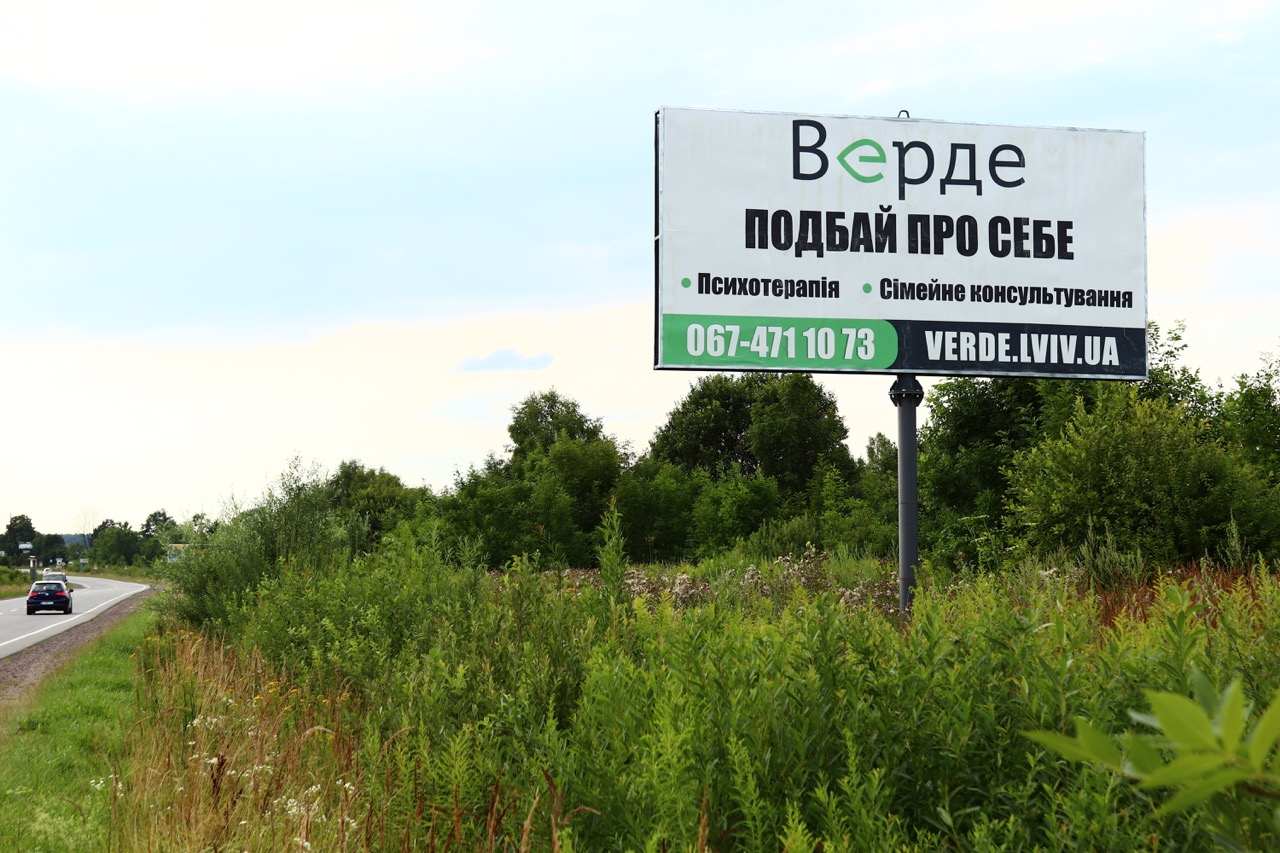 Верде
ПОДБАЙ ПРО СЕБЕ
• Психотерапія • Сімейне консультування
067-471 10 73 VERDE.LVIV.UA